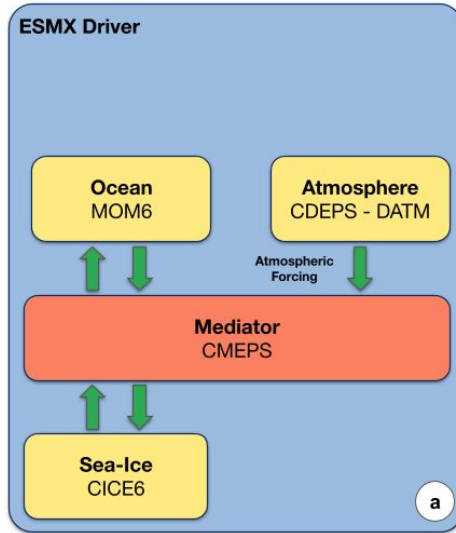 ESMX Driver
Ocean
MOM6
Atmosphere
CDEPS - DATM
Atmospheric
Forcing
Mediator
CMEPS
Sea-Ice
CICE6
a